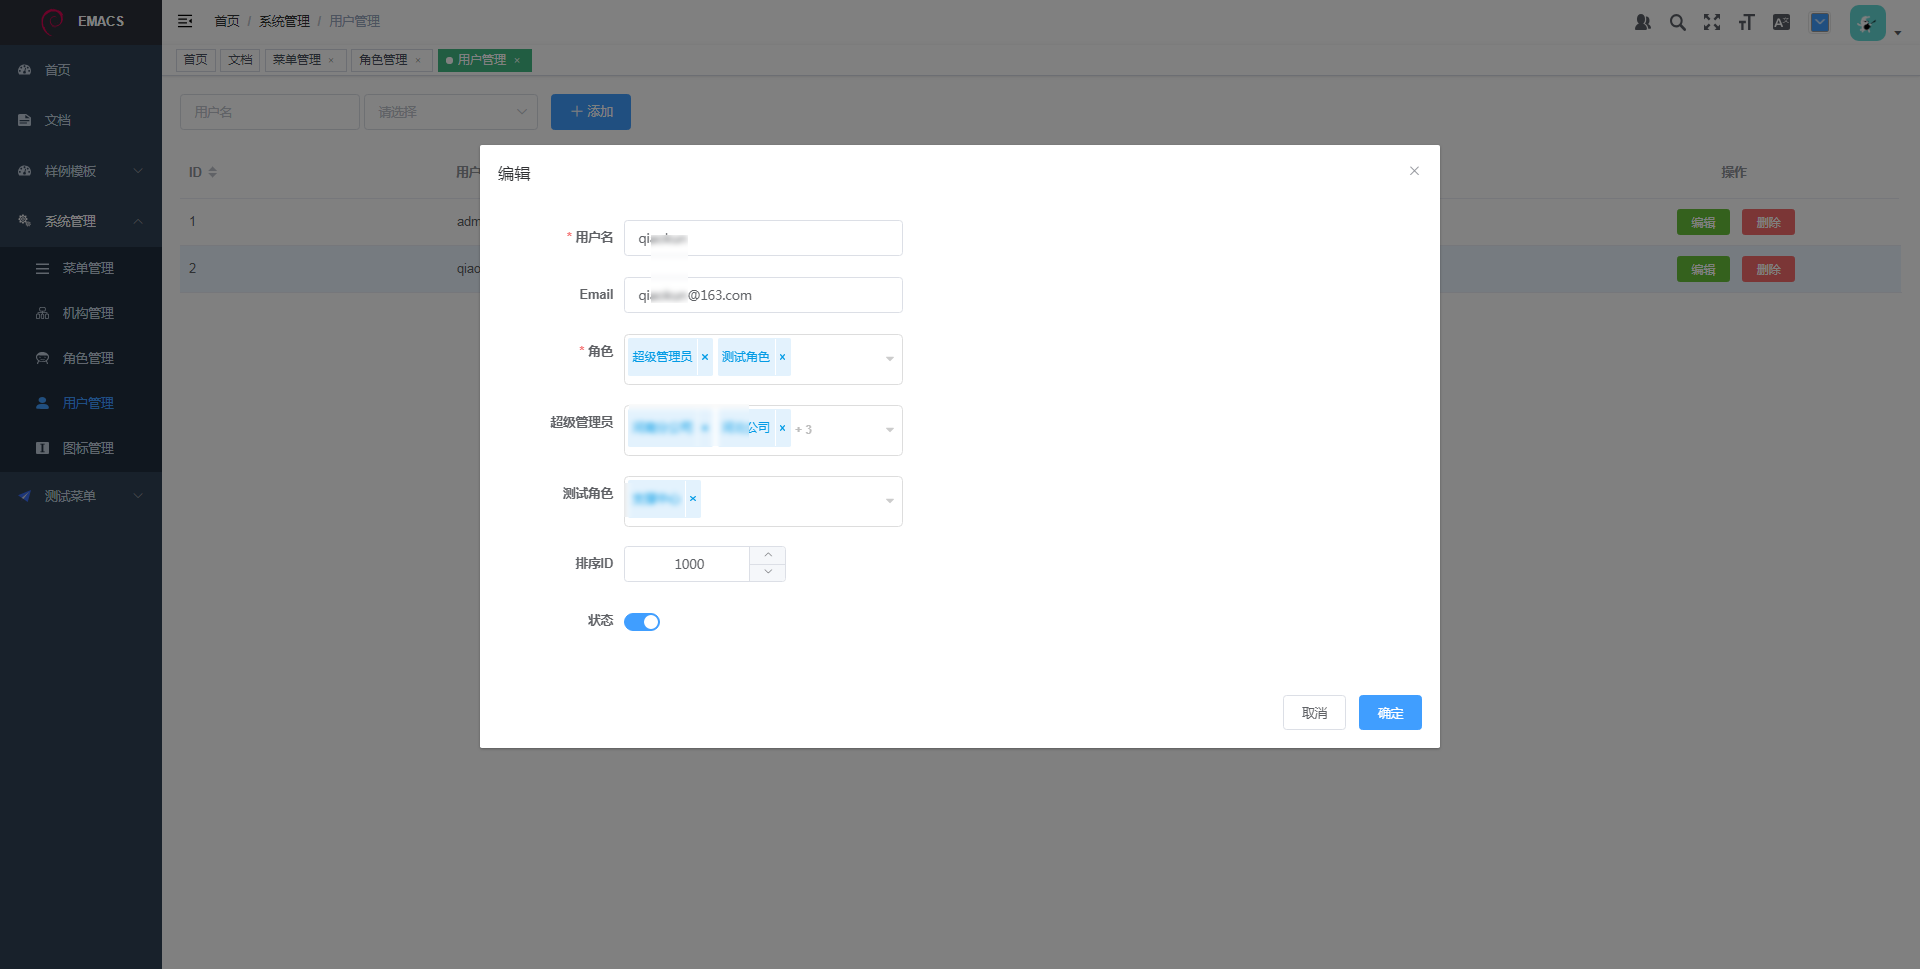 EMACS
首页 / 系统管理 / 用户管理
首页 文档 菜单管理 × 角色管理 × 用户管理 ×
首页
文档
样例模板
系统管理
菜单管理
机构管理
角色管理
用户管理
图标管理
测试菜单
用户名 请选择 + 添加
ID 用户 操作
1 adm 编辑 删除
2 qiao 编辑 删除
编辑 ×
* 用户名 qi
Email qi @163.com
* 角色 超级管理员 × 测试角色 ×
超级管理员 公司 × + 3
测试角色 ×
排序ID 1000
状态
取消 确定